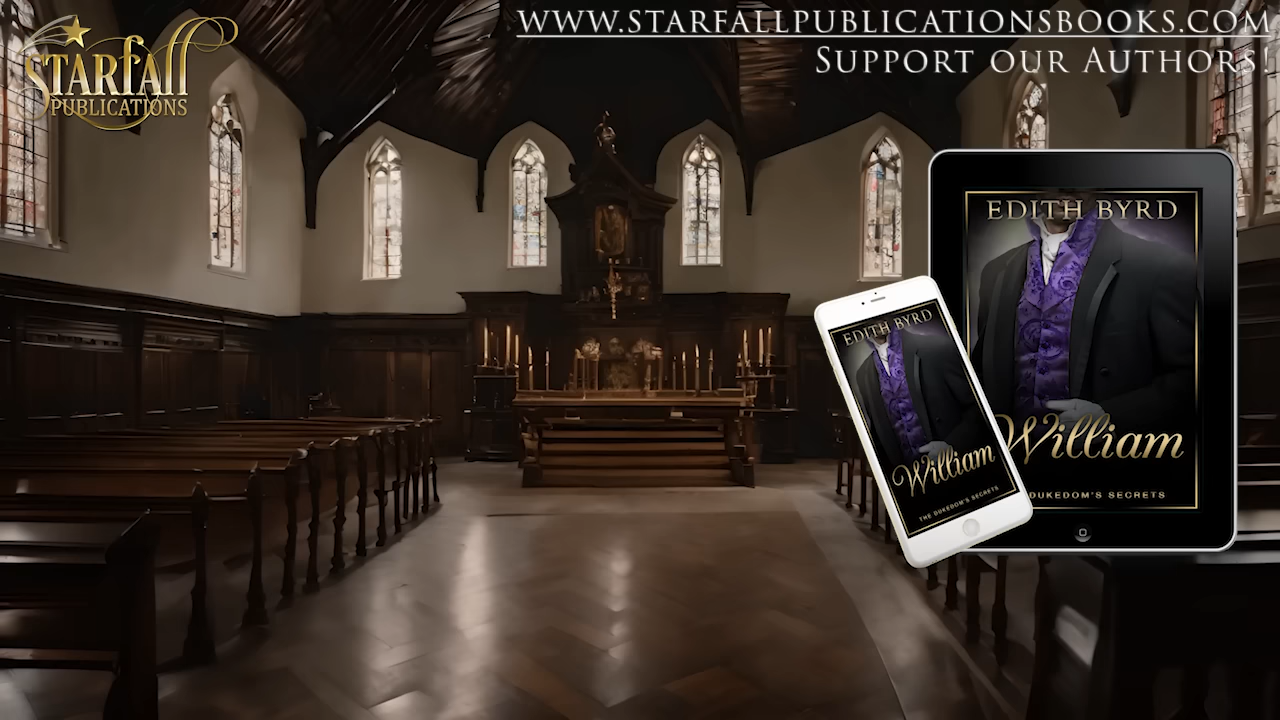 STARfall
PUBLICATIONS
WWW.STARFALLPUBLICATIONSBOOKS.COM
SUPPORT OUR AUTHORS!
EDITH BYRD
William
DUKEDOM'S SECRETS
EDITH BYRD
William
THE DUKEDOM'S SECRETS